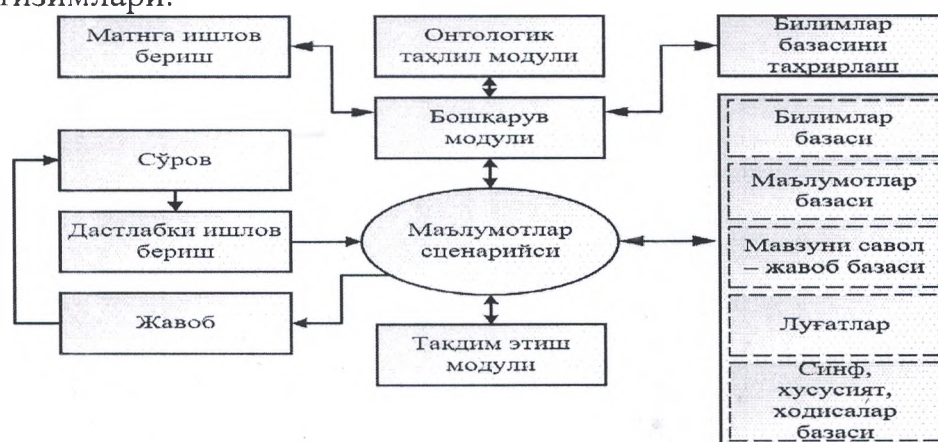 тизимлари.
Матнга ишлов
бериш
Онтологик
таҳлил модули
Билимлар
базасини
таҳрирлаш
Бошқарув
модули
Билимлар
базаси
Сўров
Маълумотлар
базаси
Дастлабки ишлов
бериш
Маълумотлар
сценарийси
Мавзуни савол
– жавоб базаси
Жавоб
Тақдим этиш
модули
Луғатлар
Синф,
хусусият,
ходисалар
базаси